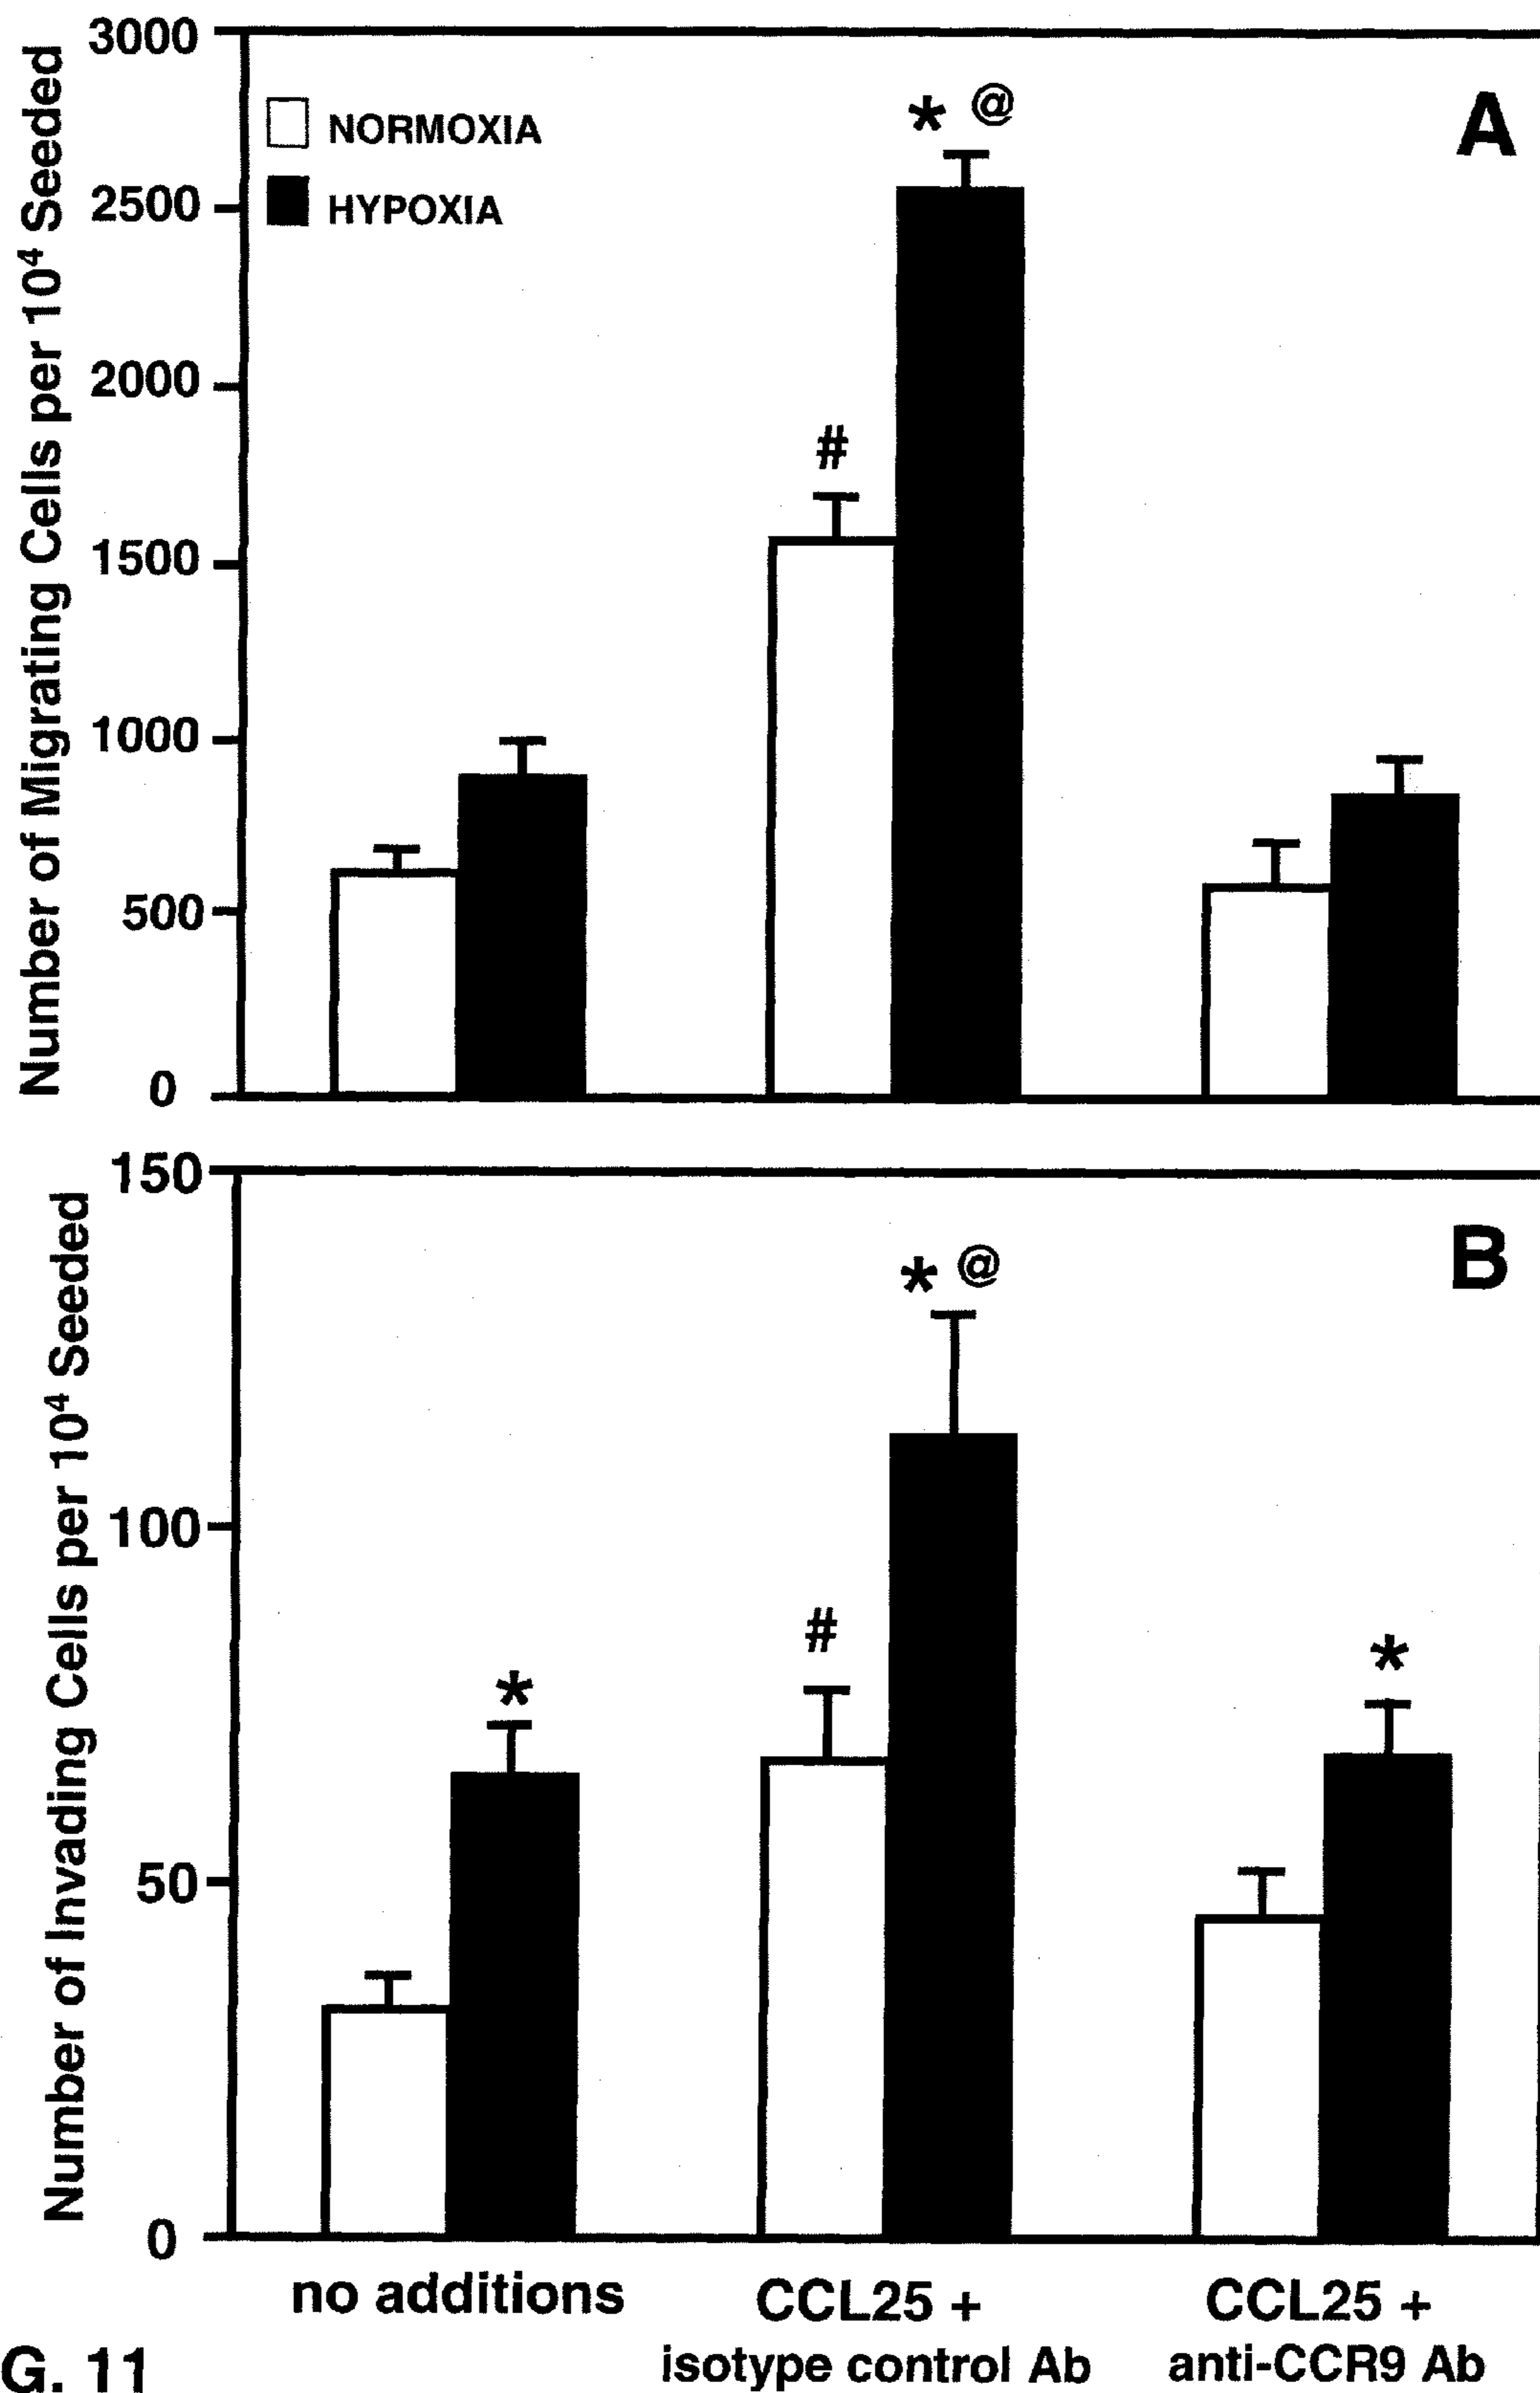 3000
2500
2000
1500
1000
500
0
Number of Migrating Cells per 10⁴ Seeded
NORMOXIA
HYPOXIA
#
* @
A
150
100
50
0
Number of Invading Cells per 10⁴ Seeded
*
#
* @
*
B
no additions
CCL25 +
isotype control Ab
CCL25 +
anti-CCR9 Ab
G. 11